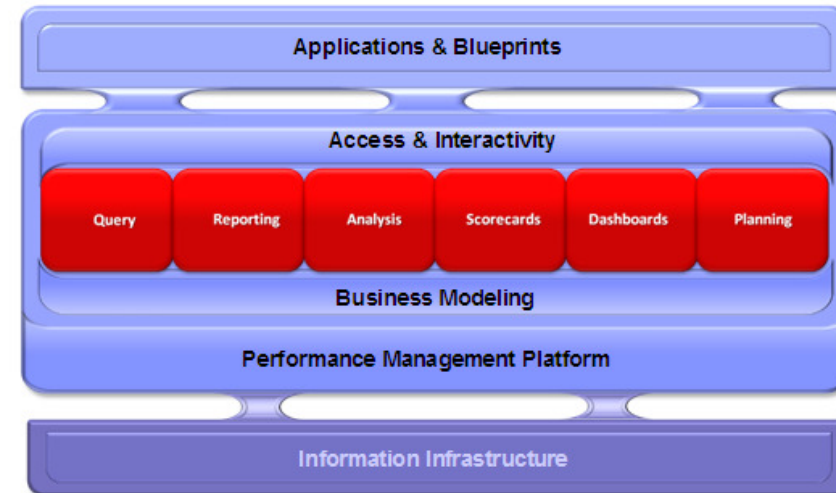 Applications & Blueprints
Access & Interactivity
Query Reporting Analysis Scorecards Dashboards Planning
Business Modeling
Performance Management Platform
Information Infrastructure